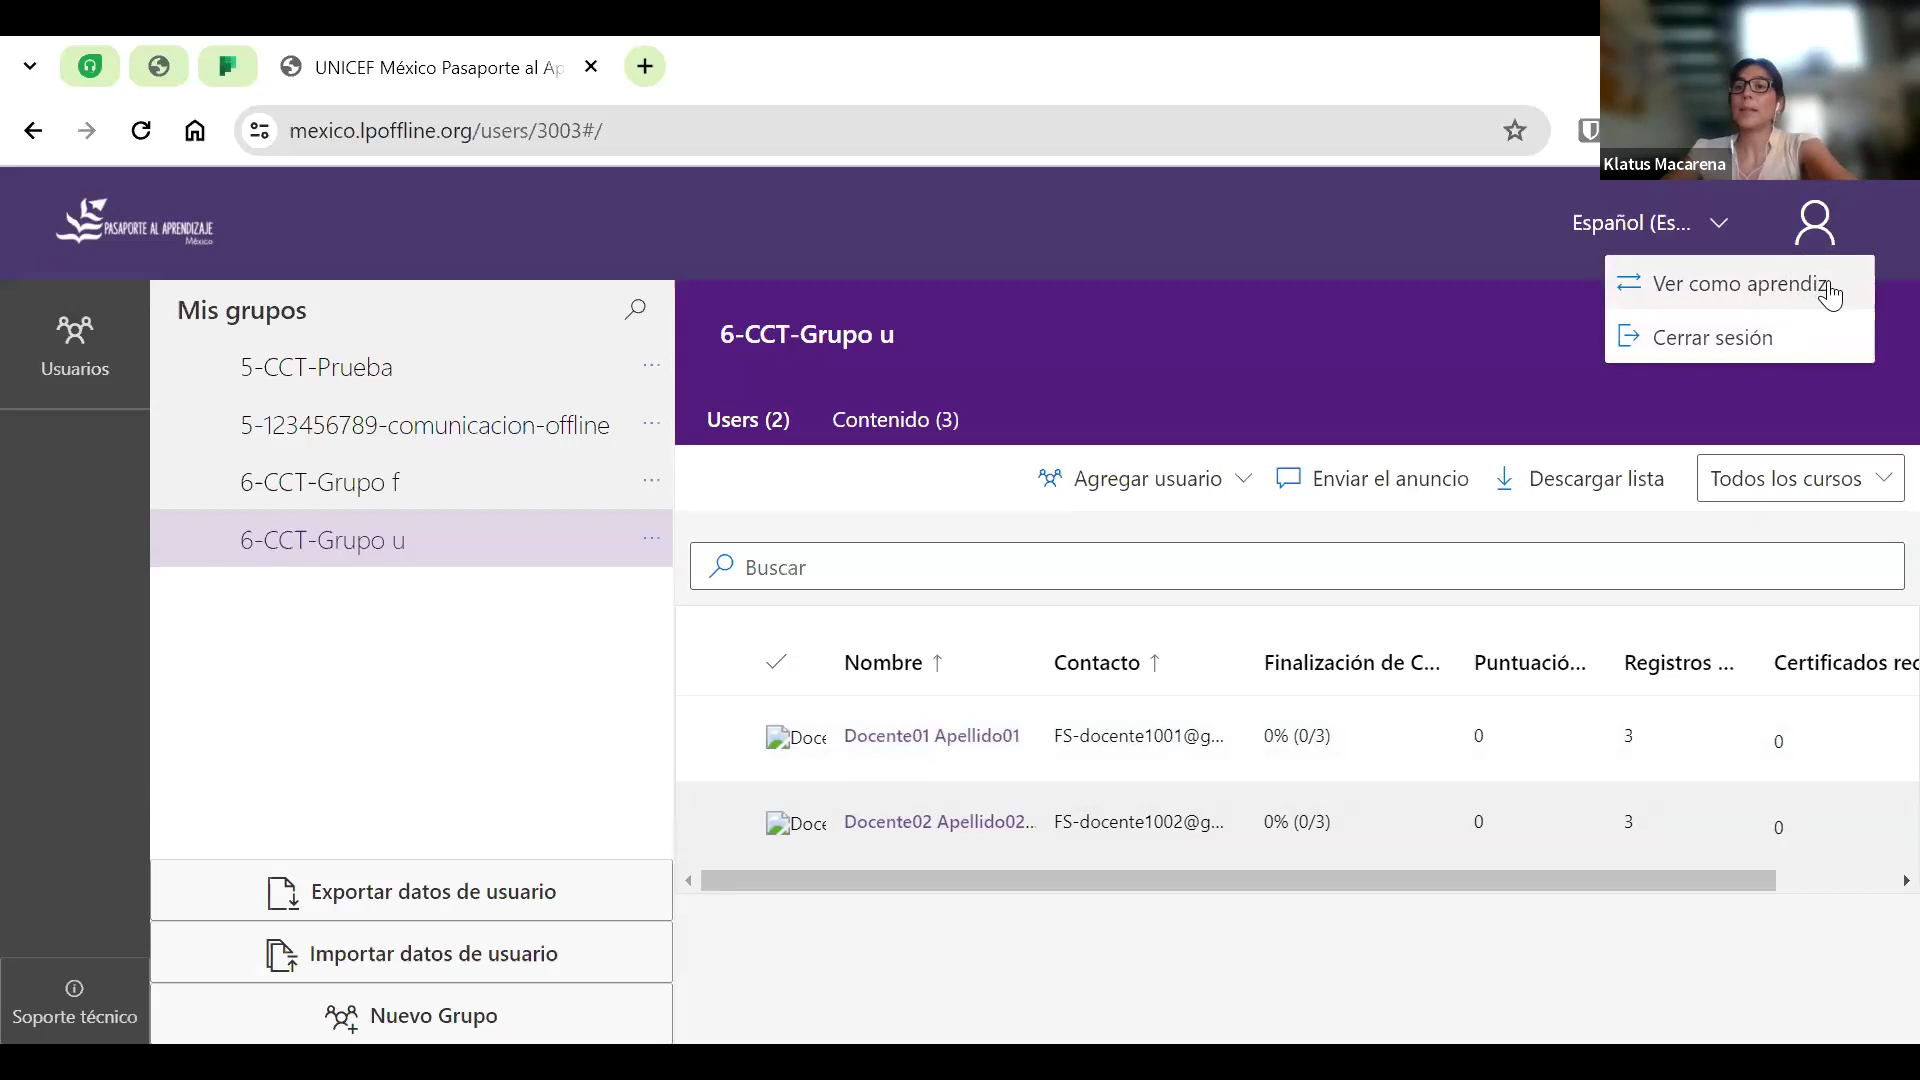 UNICEF México Pasaporte al Ap
mexico.lpoffline.org/users/3003#/
Klatus Macarena
PASAPORTE AL APRENDIZAJE
México
Español (Es...
Ver como aprendiz
Cerrar sesión
Usuarios
Mis grupos
5-CCT-Prueba ...
5-123456789-comunicacion-offline ...
6-CCT-Grupo f ...
6-CCT-Grupo u ...
Exportar datos de usuario
Importar datos de usuario
Nuevo Grupo
Soporte técnico
6-CCT-Grupo u
Users (2) Contenido (3)
Agregar usuario Enviar el anuncio Descargar lista Todos los cursos
Buscar
Nombre ↑ Contacto ↑ Finalización de C... Puntuació... Registros ... Certificados rec
Doce Docente01 Apellido01 FS-docente1001@g... 0% (0/3) 0 3 0
Doce Docente02 Apellido02... FS-docente1002@g... 0% (0/3) 0 3 0